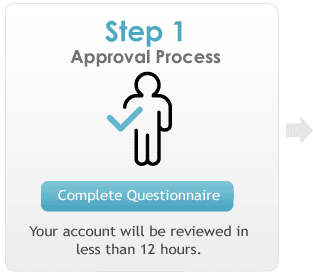 Step 1
Approval Process
Complete Questionnaire
Your account will be reviewed in
less than 12 hours.